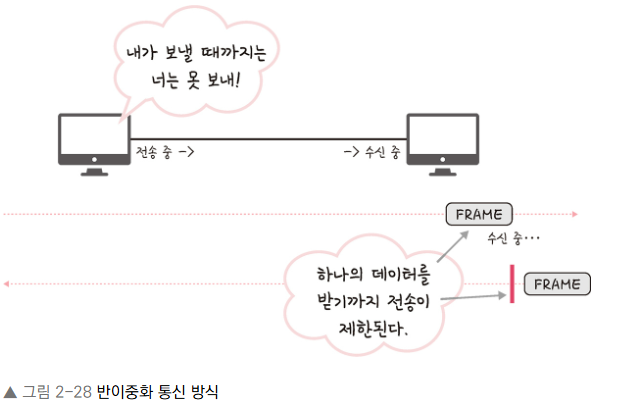 내가 보낼 때까지는
너는 못 보내!
전송 중 ->
-> 수신 중
FRAME
수신 중...
하나의 데이터를
받기까지 전송이
제한된다.
FRAME
▲ 그림 2-28 반이중화 통신 방식